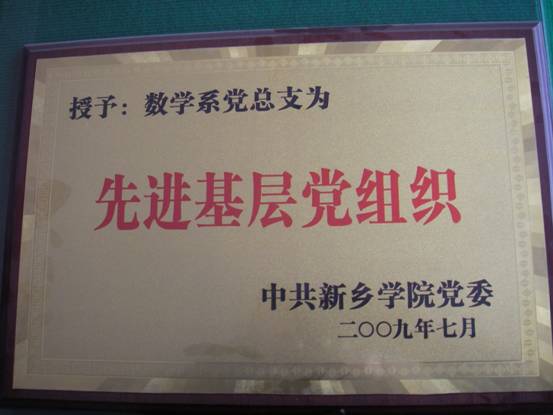 授予：数学系党总支为
先进基层党组织
中共新乡学院党委
二〇〇九年七月